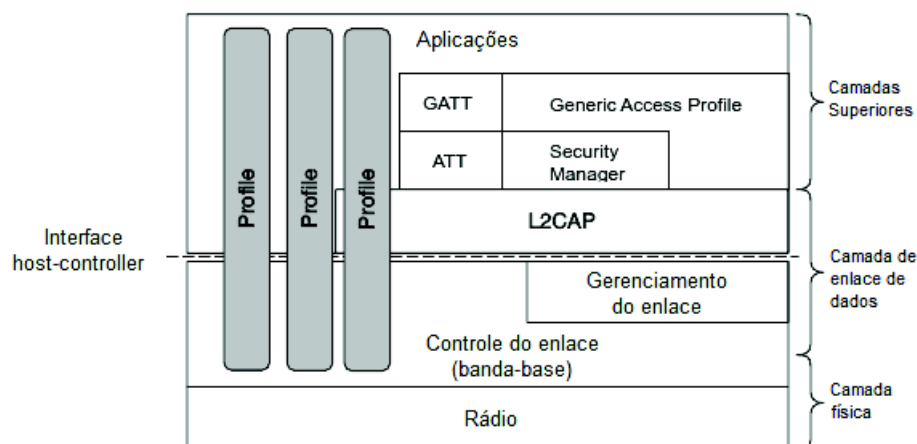 Aplicações
Camadas
Superiores
GATT
Generic Access Profile
ATT
Security
Manager
Profile
Profile
Profile
L2CAP
Interface
host-controller
Camada de
enlace de
dados
Gerenciamento
do enlace
Controle do enlace
(banda-base)
Camada
física
Rádio